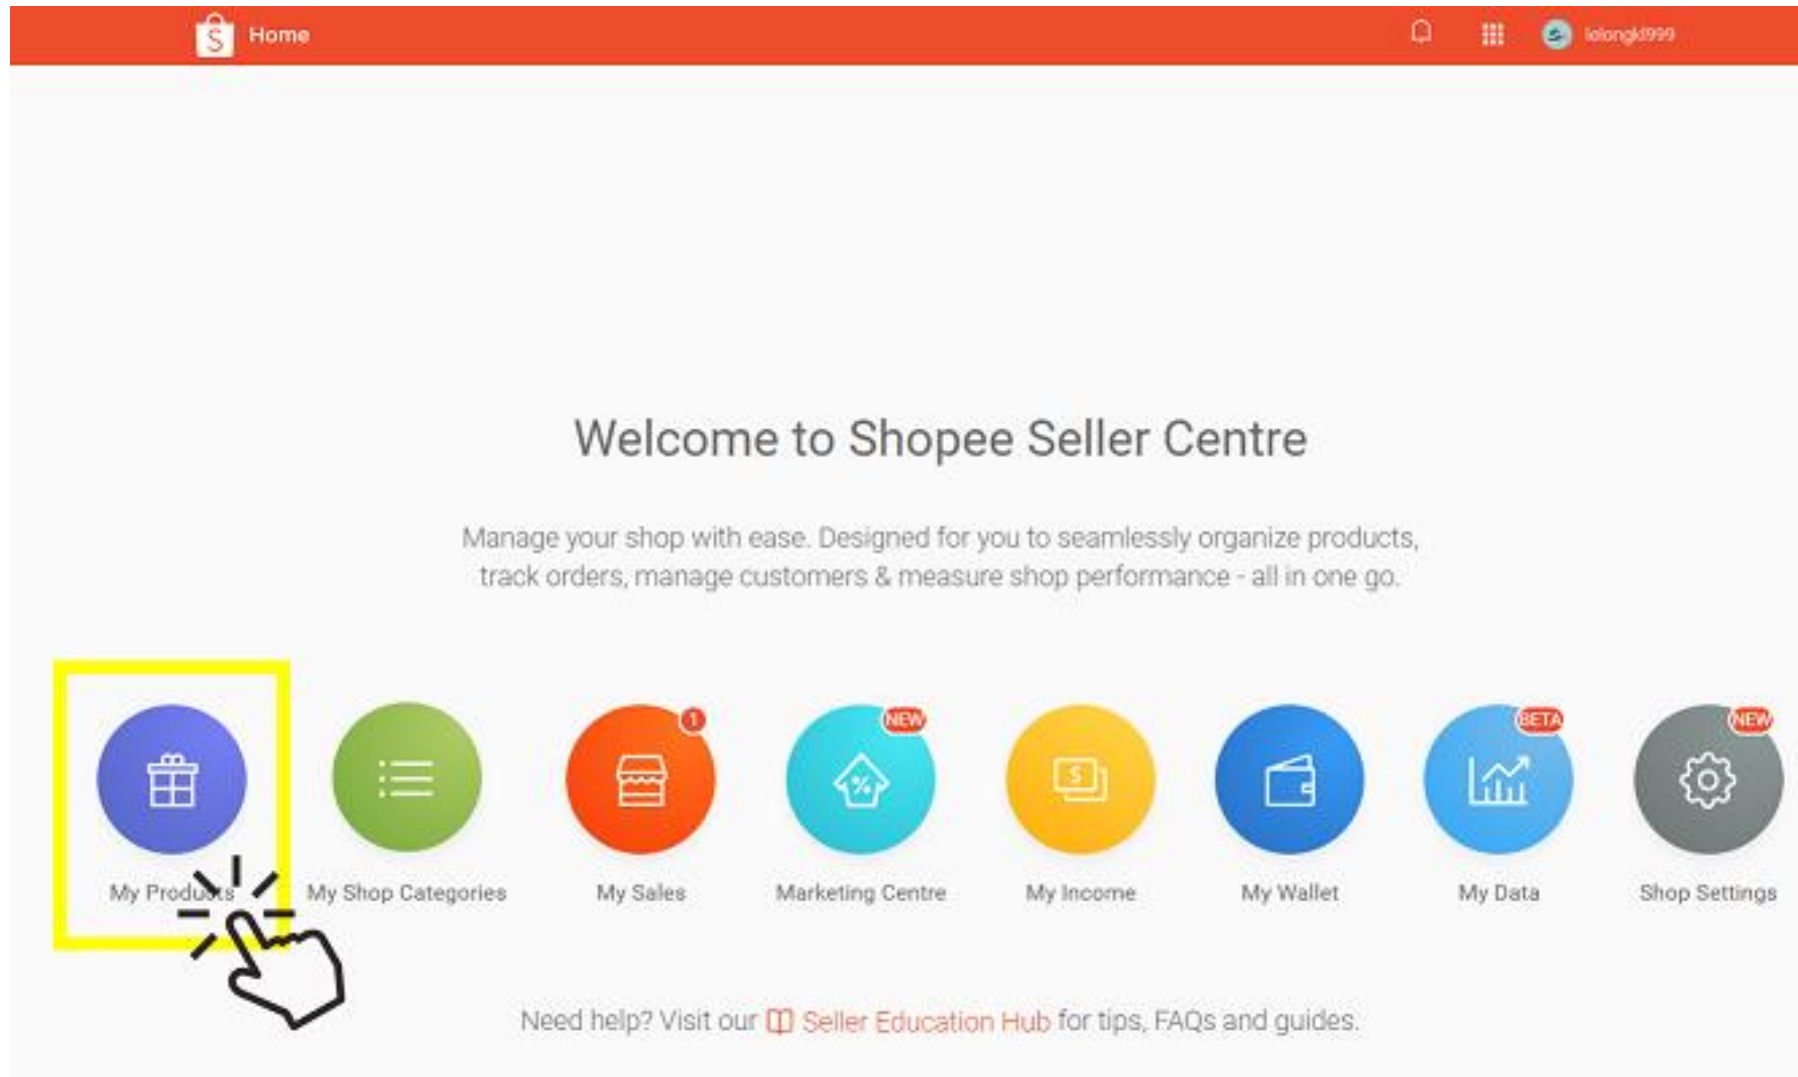 Home
lelongkl999
Welcome to Shopee Seller Centre
Manage your shop with ease. Designed for you to seamlessly organize products,
track orders, manage customers & measure shop performance - all in one go.
1
NEW
BETA
NEW
My Products
My Shop Categories
My Sales
Marketing Centre
My Income
My Wallet
My Data
Shop Settings
Need help? Visit our Seller Education Hub for tips, FAQs and guides.